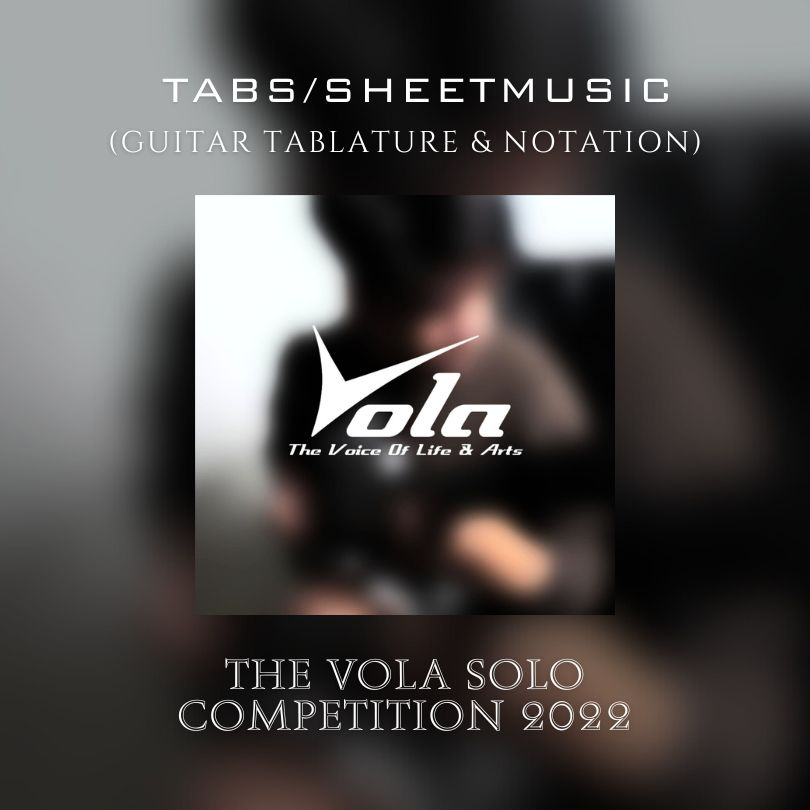 TABS/SHEETMUSIC
(GUITAR TABLATURE & NOTATION)
Vola
The Voice Of Life & Arts
THE VOLA SOLO
COMPETITION 2022